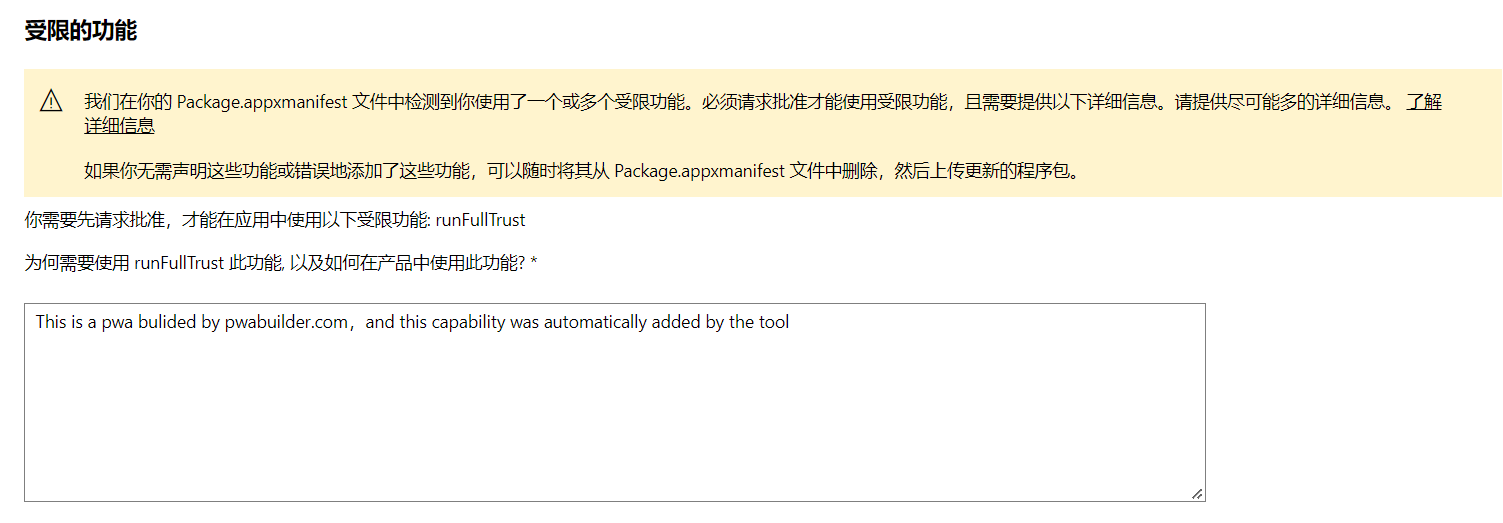 受限的功能
我们在你的 Package.appxmanifest 文件中检测到你使用了一个或多个受限功能。必须请求批准才能使用受限功能，且需要提供以下详细信息。请提供尽可能多的详细信息。 了解
详细信息
如果你无需声明这些功能或错误地添加了这些功能，可以随时将其从 Package.appxmanifest 文件中删除，然后上传更新的程序包。
你需要先请求批准，才能在应用中使用以下受限功能: runFullTrust
为何需要使用 runFullTrust 此功能, 以及如何在产品中使用此功能? *
This is a pwa bulided by pwabuilder.com，and this capability was automatically added by the tool